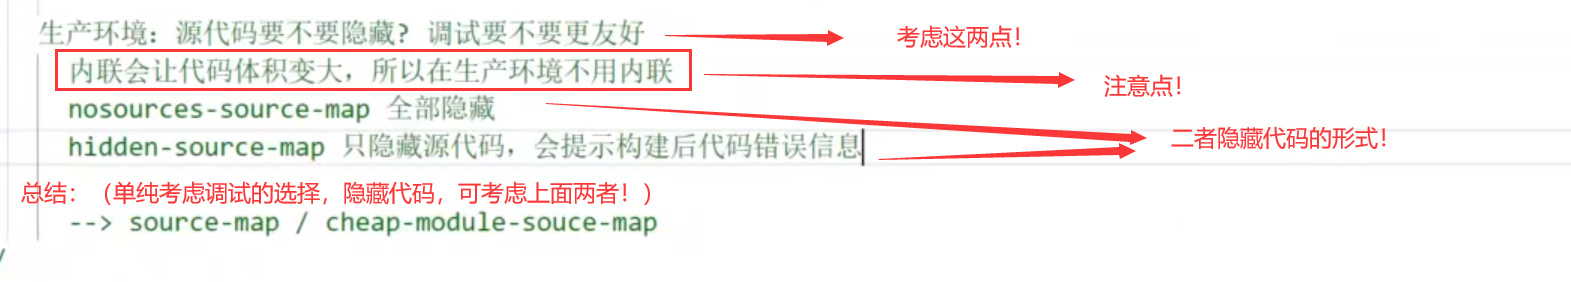 生产环境：源代码要不要隐藏？调试要不要更友好
考虑这两点！
内联会让代码体积变大，所以在生产环境不用内联
注意点！
nosources-source-map 全部隐藏
hidden-source-map 只隐藏源代码，会提示构建后代码错误信息
二者隐藏代码的形式！
总结：（单纯考虑调试的选择，隐藏代码，可考虑上面两者！）
--> source-map / cheap-module-souce-map
/